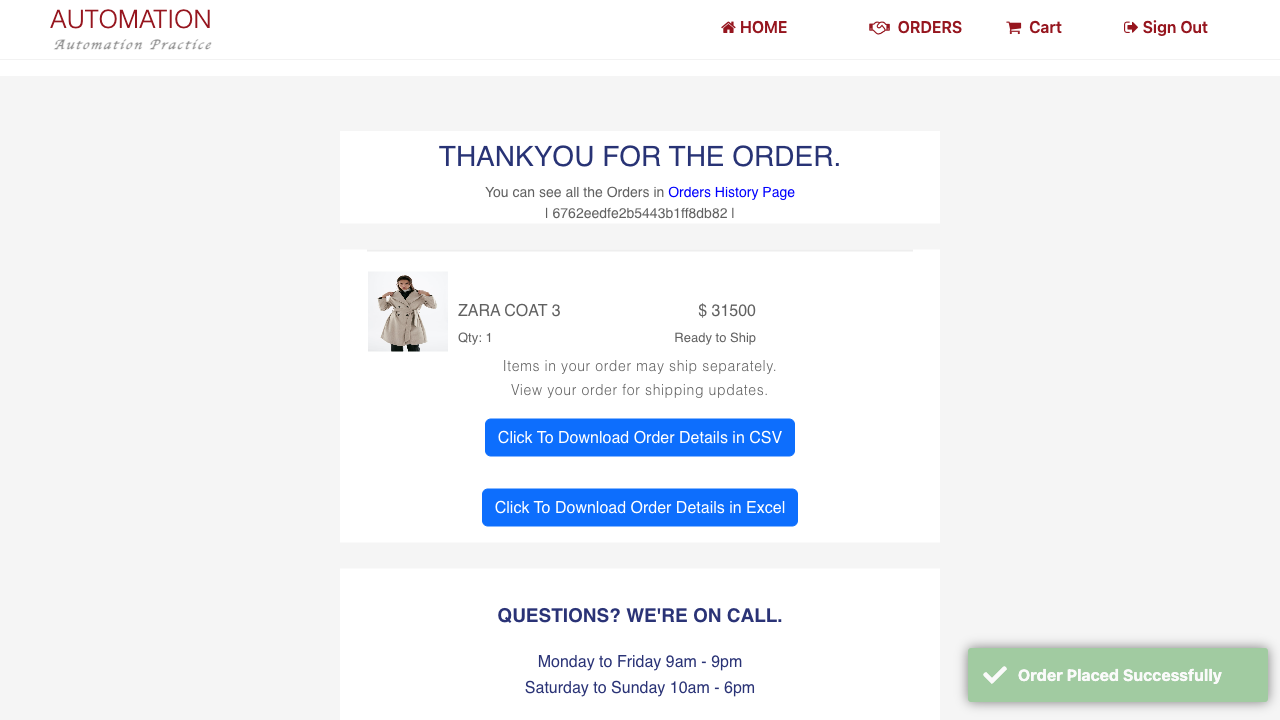 AUTOMATION
Automation Practice
HOME
ORDERS
Cart
Sign Out
THANKYOU FOR THE ORDER.
You can see all the Orders in Orders History Page
| 6762eedfe2b5443b1ff8db82 |
ZARA COAT 3
$ 31500
Qty: 1
Ready to Ship
Items in your order may ship separately.
View your order for shipping updates.
Click To Download Order Details in CSV
Click To Download Order Details in Excel
QUESTIONS? WE'RE ON CALL.
Monday to Friday 9am - 9pm
Saturday to Sunday 10am - 6pm
Order Placed Successfully